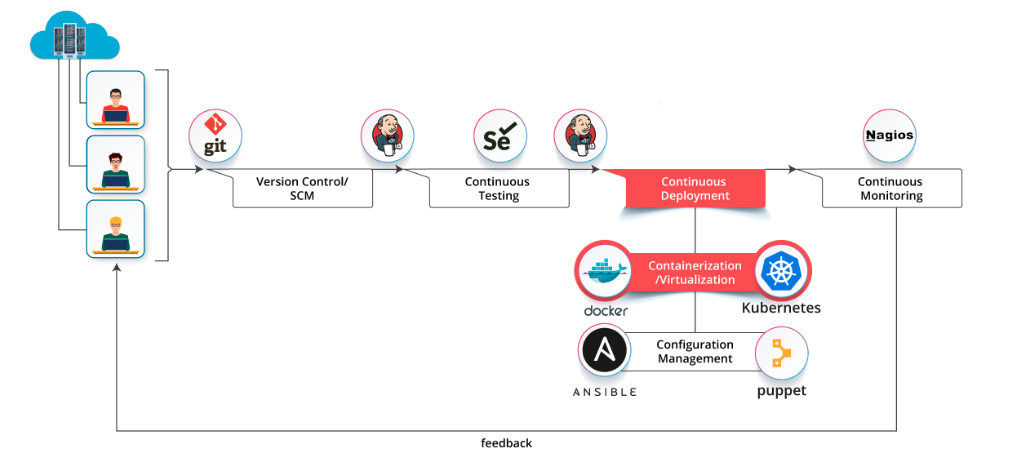 git
Se
Nagios
Version Control/
SCM
Continuous
Testing
Continuous
Deployment
Continuous
Monitoring
Containerization
/Virtualization
docker
Kubernetes
Configuration
Management
ANSIBLE
puppet
feedback